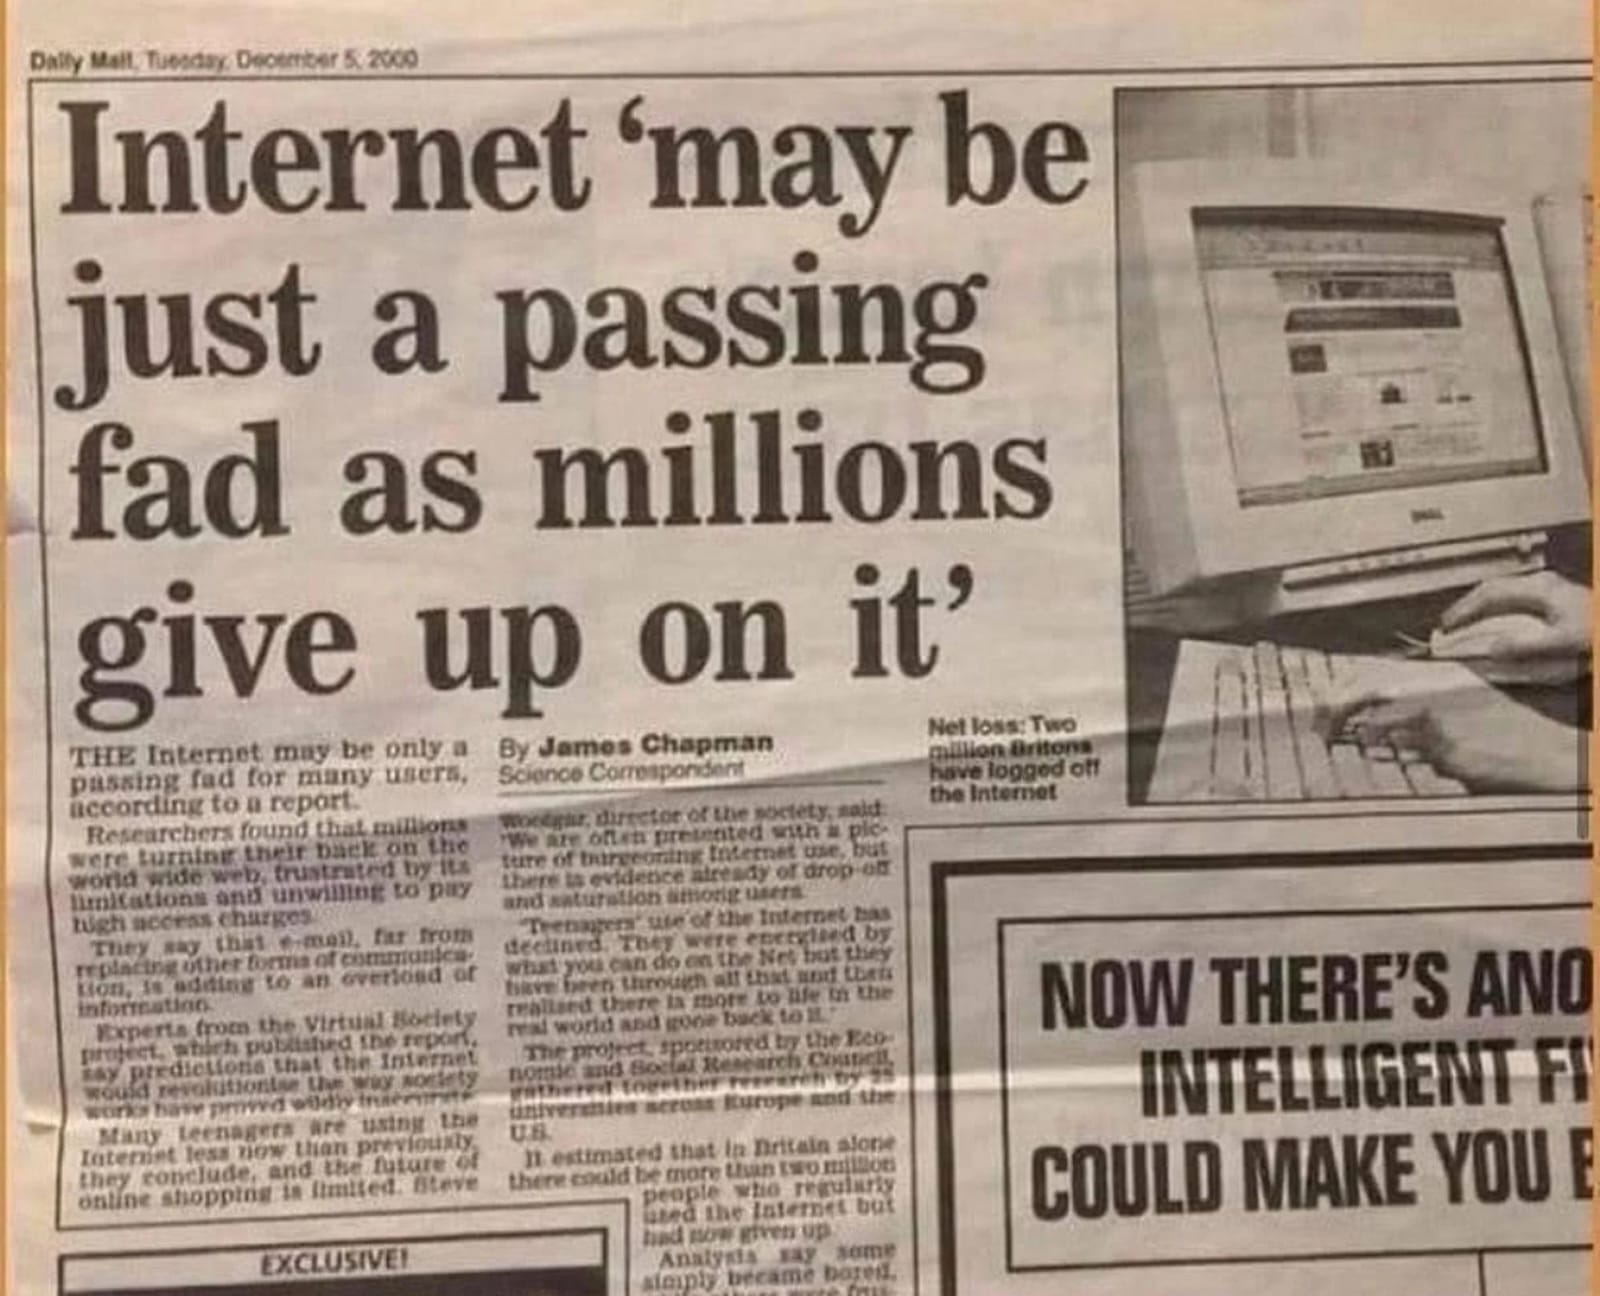 Daily Mail, Tuesday, December 5, 2000
Internet ‘may be
just a passing
fad as millions
give up on it’
THE Internet may be only a
passing fad for many users,
according to a report.
Researchers found that millions
were turning their back on the
world wide web, frustrated by its
limitations and unwilling to pay
high access charges.
They say that e-mail, far from
replacing other forms of communica-
tion, is adding to an overload of
information.
Experts from the Virtual Society
project, which published the report,
say predictions that the Internet
would revolutionise the way society
works have proved wildly inaccurate.
Many teenagers are using the
Internet less now than previously,
they conclude, and the future of
online shopping is limited. Steve
By James Chapman
Science Correspondent
Woolgar, director of the society, said:
‘We are often presented with a pic-
ture of burgeoning Internet use, but
there is evidence already of drop-off
and saturation among users.
‘Teenagers’ use of the Internet has
declined. They were energised by
what you can do on the Net but they
have been through all that and then
realised there is more to life in the
real world and gone back to it.’
The project, sponsored by the Eco-
nomic and Social Research Council,
gathered together research by 25
universities across Europe and the
U.S.
It estimated that in Britain alone
there could be more than two million
people who regularly
used the Internet but
had now given up.
Analysts say some
simply became bored,
Net loss: Two
million Britons
have logged off
the Internet
DELL
NOW THERE’S ANO
INTELLIGENT FI
COULD MAKE YOU
EXCLUSIVE!